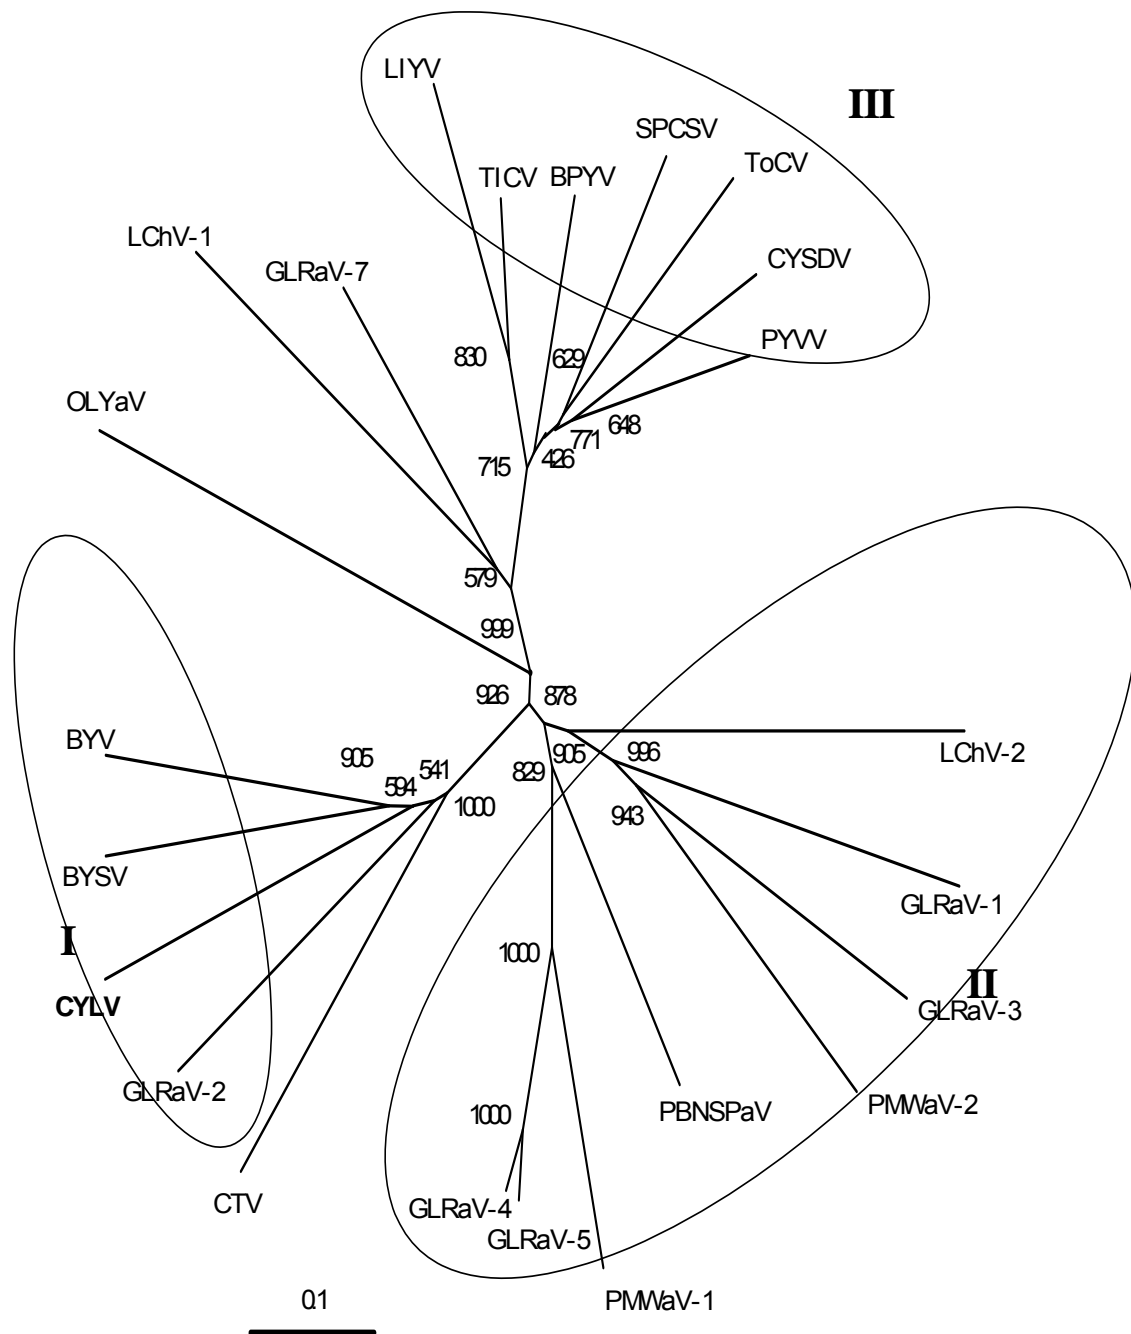 LIYV
III
SPCSV
ToCV
TICV
BPYV
LChV-1
CYSDV
GLRaV-7
PYVV
830
629
OLYaV
648
771
426
715
579
999
926
878
BYV
905
594
541
1000
829
905
996
LChV-2
943
BYSV
GLRaV-1
I
1000
II
CYLV
GLRaV-3
GLRaV-2
PBNSPaV
PMWaV-2
1000
CTV
GLRaV-4
GLRaV-5
0.1
PMWaV-1